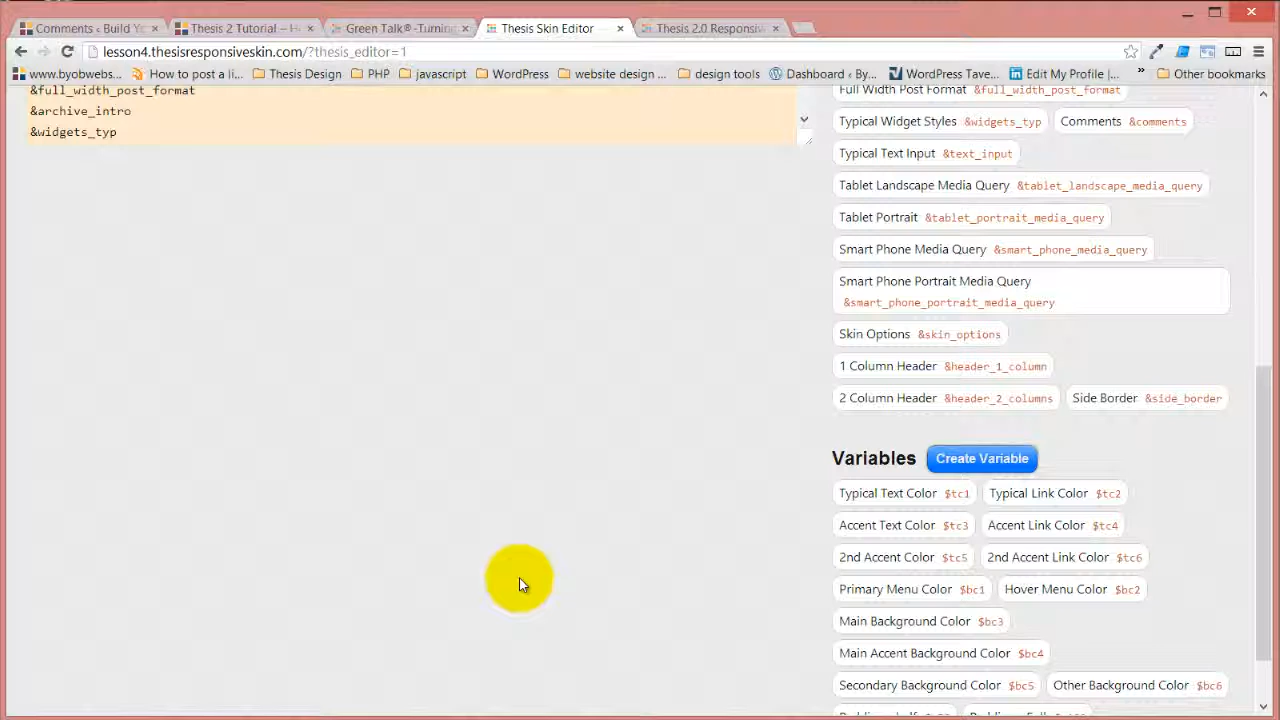 Comments ‹ Build Yo
Thesis 2 Tutorial – H
Green Talk® -Turning
Thesis Skin Editor
Thesis 2.0 Responsiv
lesson4.thesisresponsiveskin.com/?thesis_editor=1
www.byobwebs... How to post a li... Thesis Design PHP javascript WordPress website design ... design tools Dashboard ‹ By... WordPress Tave... Edit My Profile |... » Other bookmarks
&full_width_post_format
&archive_intro
&widgets_typ
Full Width Post Format &full_width_post_format
Typical Widget Styles &widgets_typ Comments &comments
Typical Text Input &text_input
Tablet Landscape Media Query &tablet_landscape_media_query
Tablet Portrait &tablet_portrait_media_query
Smart Phone Media Query &smart_phone_media_query
Smart Phone Portrait Media Query
&smart_phone_portrait_media_query
Skin Options &skin_options
1 Column Header &header_1_column
2 Column Header &header_2_columns Side Border &side_border
Variables Create Variable
Typical Text Color $tc1 Typical Link Color $tc2
Accent Text Color $tc3 Accent Link Color $tc4
2nd Accent Color $tc5 2nd Accent Link Color $tc6
Primary Menu Color $bc1 Hover Menu Color $bc2
Main Background Color $bc3
Main Accent Background Color $bc4
Secondary Background Color $bc5 Other Background Color $bc6